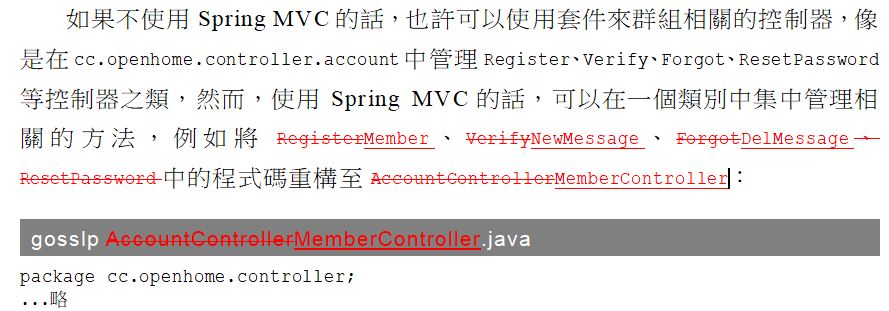 如果不使用 Spring MVC 的話，也許可以使用套件來群組相關的控制器，像
是在 cc.openhome.controller.account 中管理 Register、Verify、Forgot、ResetPassword
等控制器之類，然而，使用 Spring MVC 的話，可以在一個類別中集中管理相
關的方法，例如將 RegisterMember、VerifyNewMessage、ForgotDelMessage、
ResetPassword 中的程式碼重構至 AccountControllerMemberController：
gossip AccountControllerMemberController.java
package cc.openhome.controller;
...略